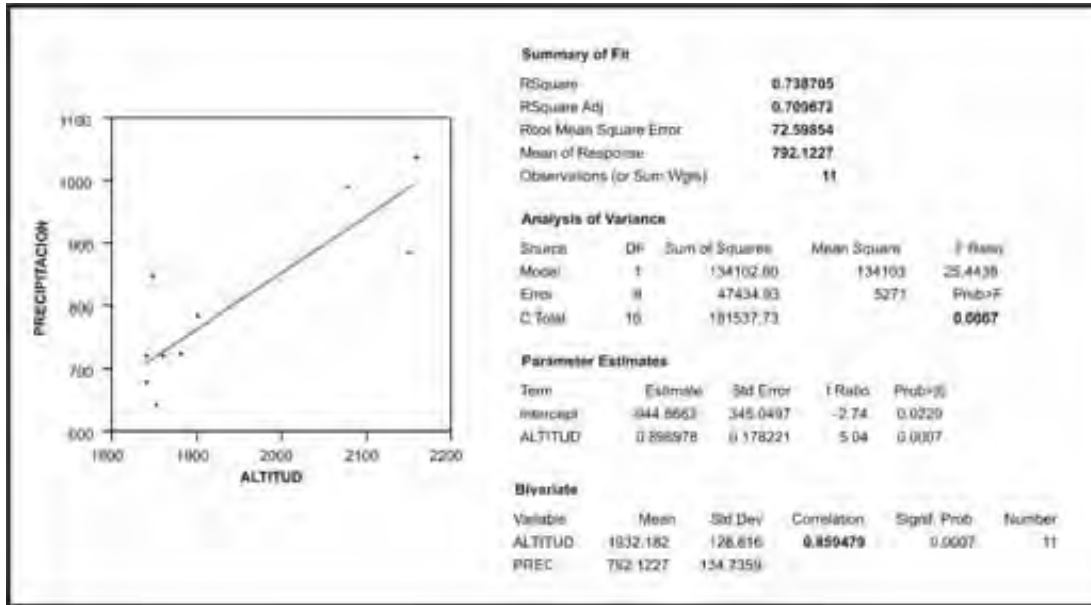 PRECIPITACION
1100
1000
900
800
700
600
1800 1900 2000 2100 2200
ALTITUD
Summary of Fit
RSquare 0.738705
RSquare Adj 0.709672
Root Mean Square Error 72.59854
Mean of Response 792.1227
Observations (or Sum Wgts) 11
Analysis of Variance
Source DF Sum of Squares Mean Square F Ratio
Model 1 134102.80 134103 25.4438
Error 9 47434.93 5271 Prob>F
C Total 10 181537.73 0.0007
Parameter Estimates
Term Estimate Std Error t Ratio Prob>|t|
Intercept -944.8663 345.0497 -2.74 0.0229
ALTITUD 0.898978 0.178221 5.04 0.0007
Bivariate
Variable Mean Std Dev Correlation Signif. Prob Number
ALTITUD 1932.182 128.816 0.859479 0.0007 11
PREC 792.1227 134.7359